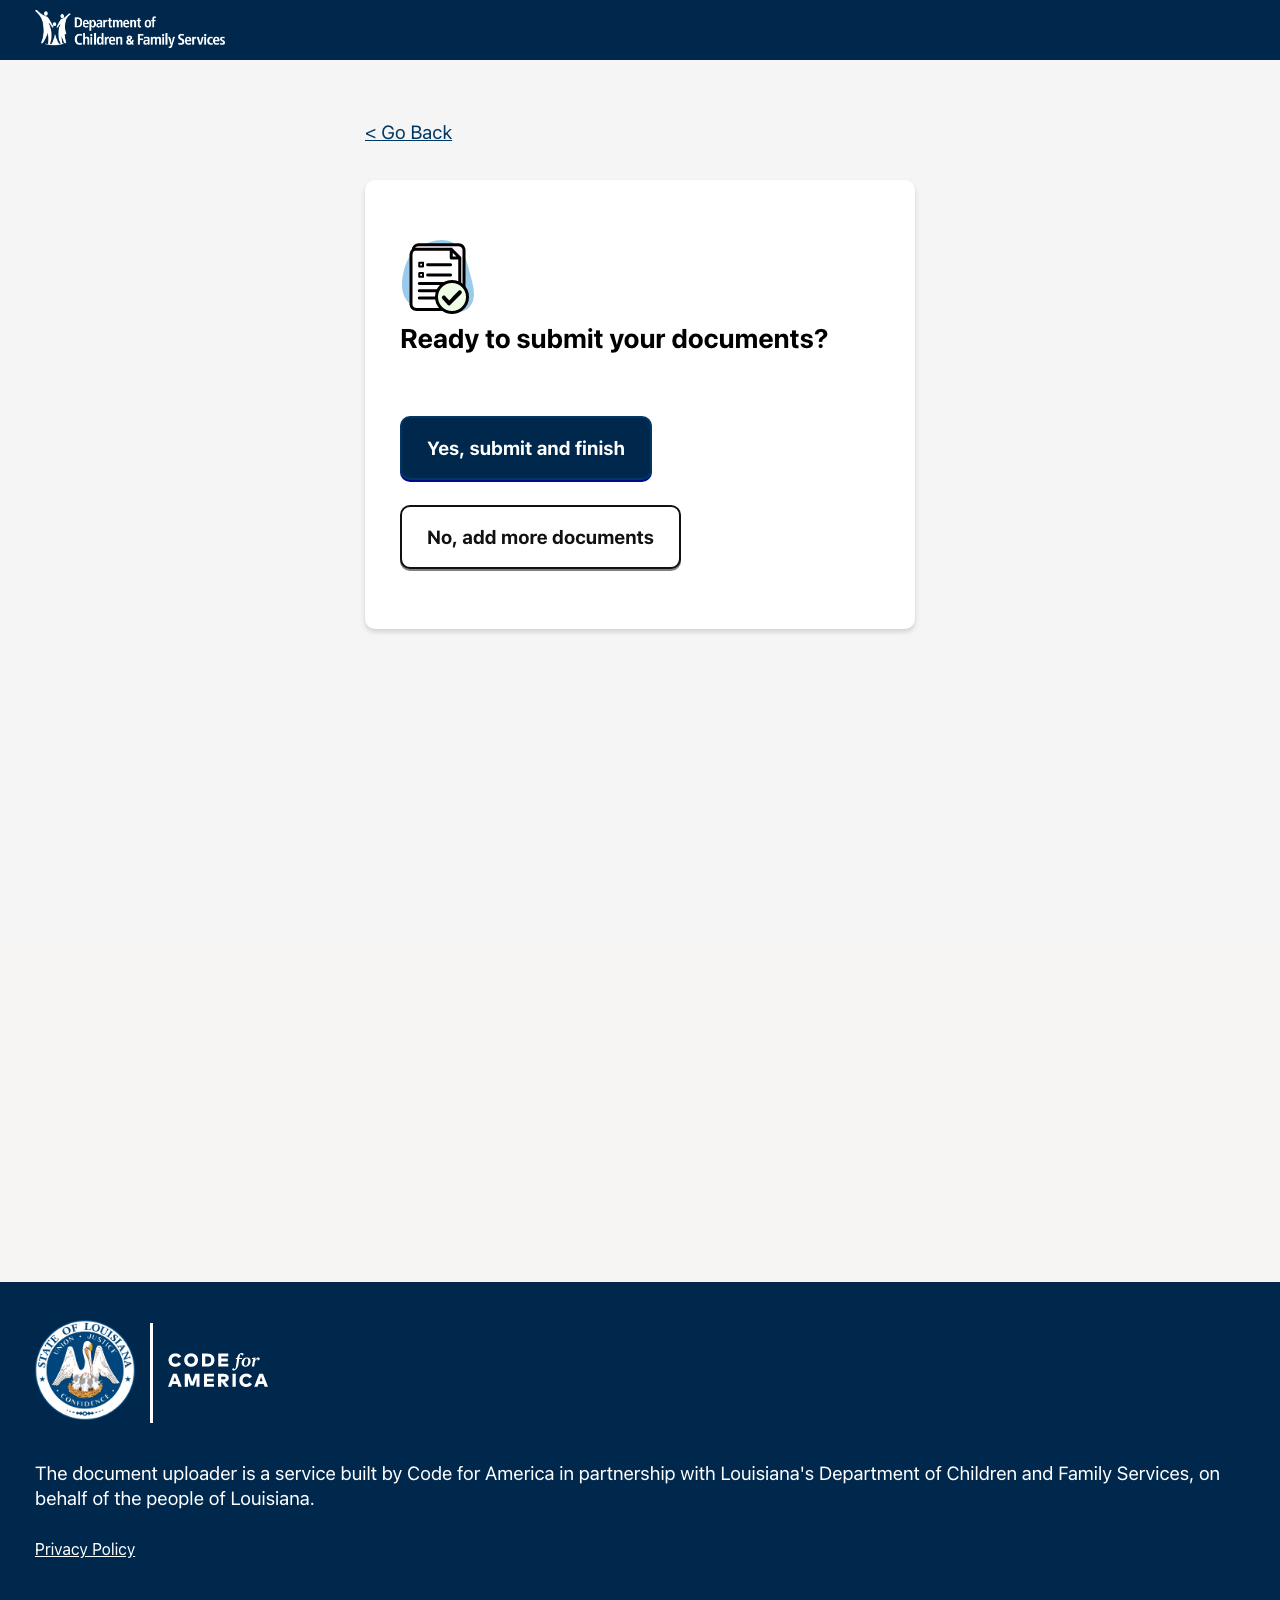 Department of
Children & Family Services
< Go Back
Ready to submit your documents?
Yes, submit and finish
No, add more documents
STATE OF LOUISIANA
UNION · JUSTICE
CONFIDENCE
CODE for
AMERICA
The document uploader is a service built by Code for America in partnership with Louisiana's Department of Children and Family Services, on
behalf of the people of Louisiana.
Privacy Policy